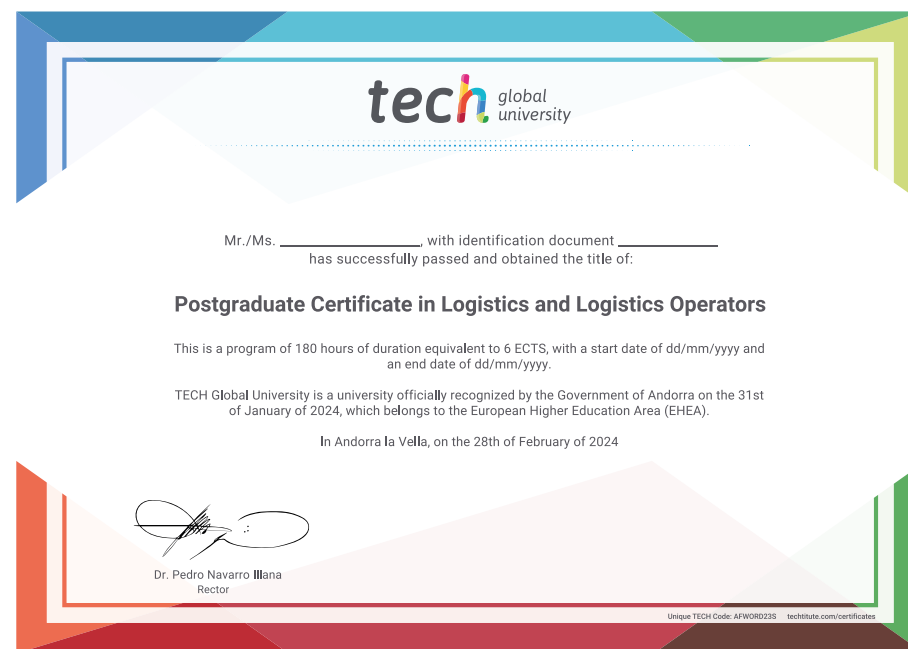 tech global university
Mr./Ms. ____________, with identification document ____________
has successfully passed and obtained the title of:
Postgraduate Certificate in Logistics and Logistics Operators
This is a program of 180 hours of duration equivalent to 6 ECTS, with a start date of dd/mm/yyyy and
an end date of dd/mm/yyyy.
TECH Global University is a university officially recognized by the Government of Andorra on the 31st
of January of 2024, which belongs to the European Higher Education Area (EHEA).
In Andorra la Vella, on the 28th of February of 2024
Dr. Pedro Navarro Illana
Rector
Unique TECH Code: AFWORD23S techtitute.com/certificates